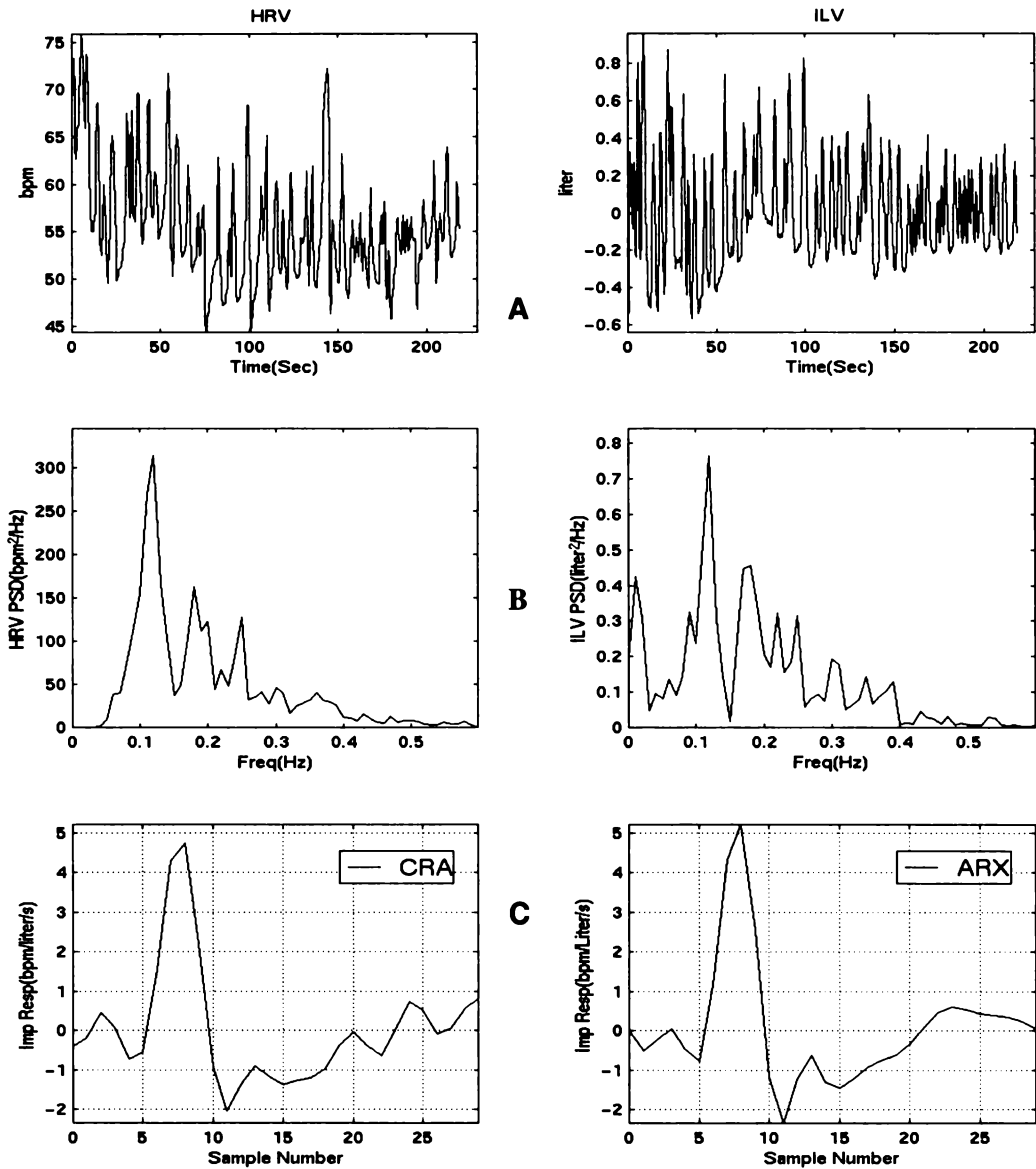 HRV
ILV
bpm
75
70
65
60
55
50
45
0 50 100 150 200
Time(Sec)
liter
0.8
0.6
0.4
0.2
0
-0.2
-0.4
-0.6
0 50 100 150 200
Time(Sec)
A
HRV PSD(bpm²/Hz)
300
250
200
150
100
50
0
0 0.1 0.2 0.3 0.4 0.5
Freq(Hz)
ILV PSD(liter²/Hz)
0.8
0.7
0.6
0.5
0.4
0.3
0.2
0.1
0
0 0.1 0.2 0.3 0.4 0.5
Freq(Hz)
B
Imp Resp(bpm/liter/s)
5
4
3
2
1
0
-1
-2
0 5 10 15 20 25
Sample Number
CRA
Imp Resp(bpm/Liter/s)
5
4
3
2
1
0
-1
-2
0 5 10 15 20 25
Sample Number
ARX
C